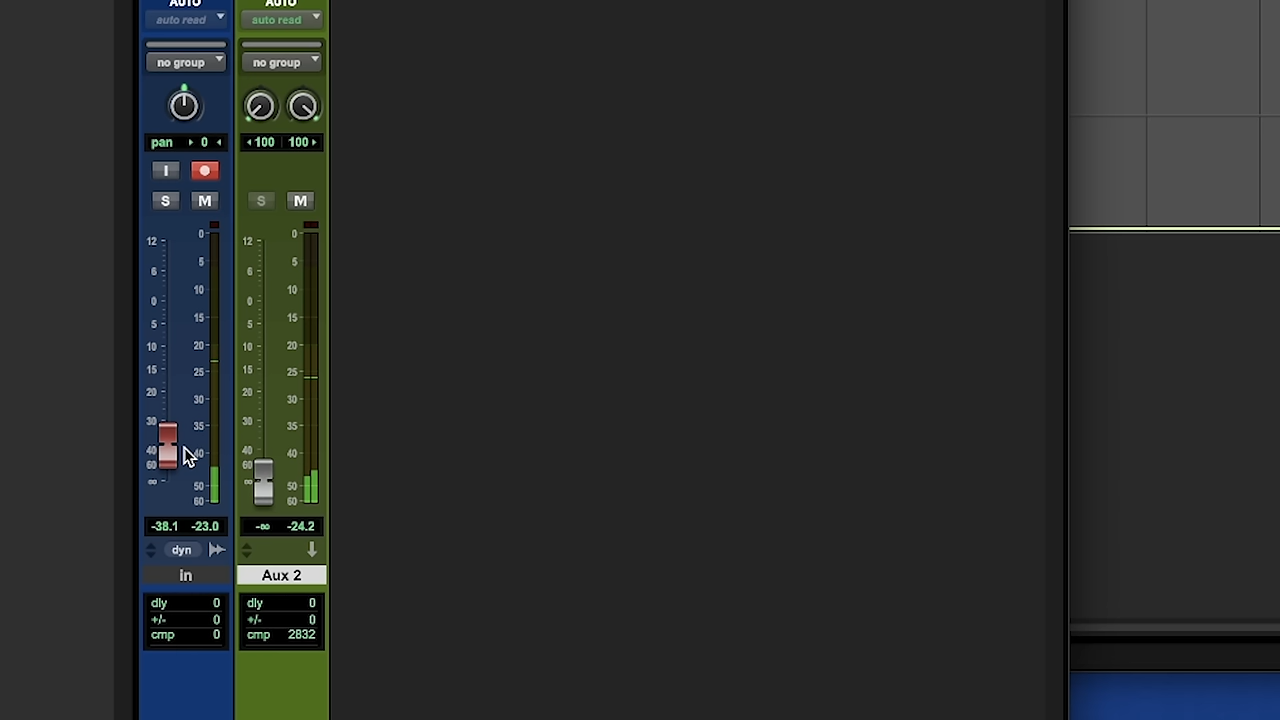 AUTO AUTO
auto read auto read
no group no group
pan 0 100 100
I
S M S M
12 0 12 0
6 5 6 5
0 10 0 10
5 15 5 15
10 20 10 20
15 25 15 25
20 30 20 30
30 35 30 35
40 40 40 40
60 50 60 50
∞ 60 ∞ 60
-38.1 -23.0 -∞ -24.2
dyn
in Aux 2
dly 0 dly 0
+/- 0 +/- 0
cmp 0 cmp 2832